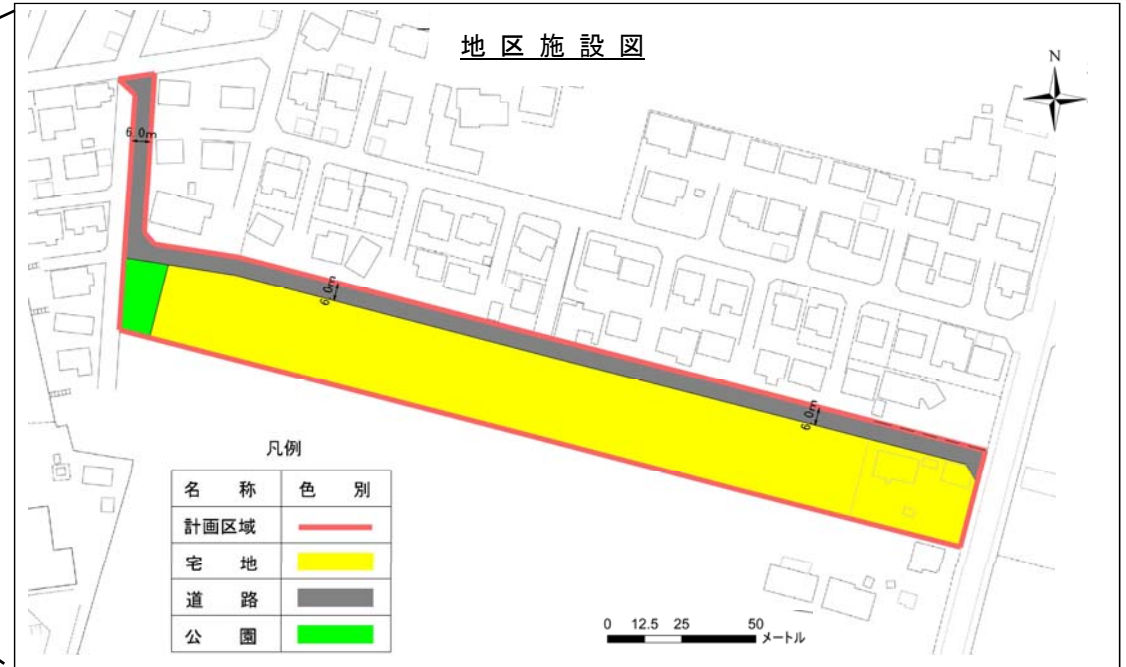 地区施設図
N
6.0m
6.0m
6.0m
凡例
名 称 色 別
計画区域
宅 地
道 路
公 園
0 12.5 25 50
メートル